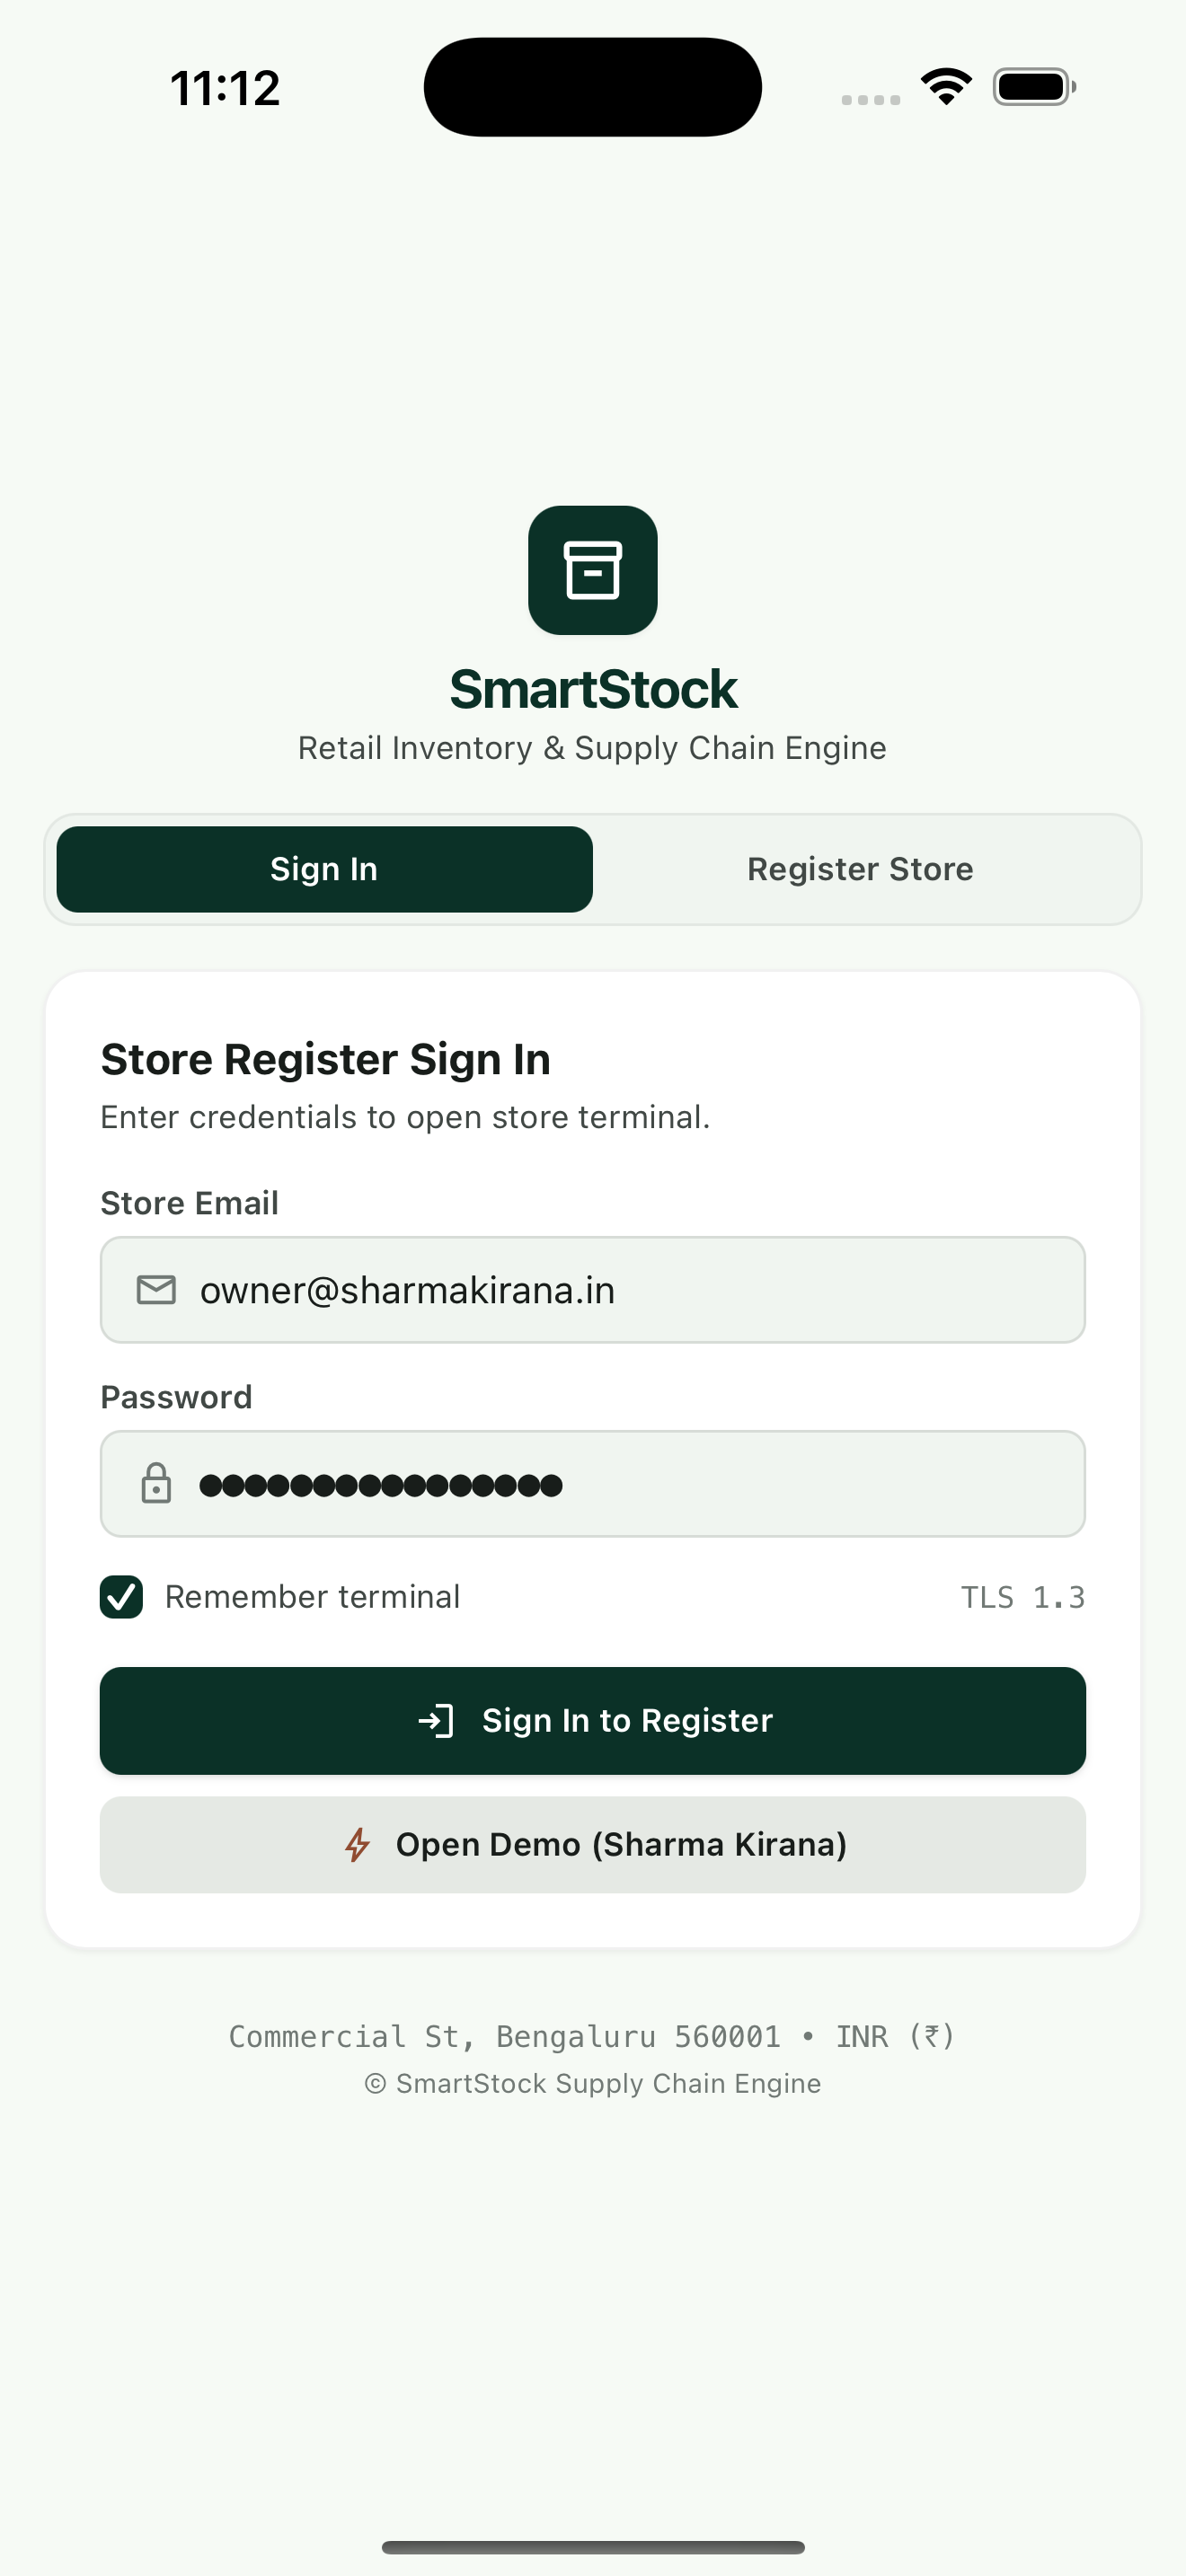 11:12
SmartStock
Retail Inventory & Supply Chain Engine
Sign In
Register Store
Store Register Sign In
Enter credentials to open store terminal.
Store Email
owner@sharmakirana.in
Password
Remember terminal
TLS 1.3
Sign In to Register
Open Demo (Sharma Kirana)
Commercial St, Bengaluru 560001 • INR (₹)
© SmartStock Supply Chain Engine